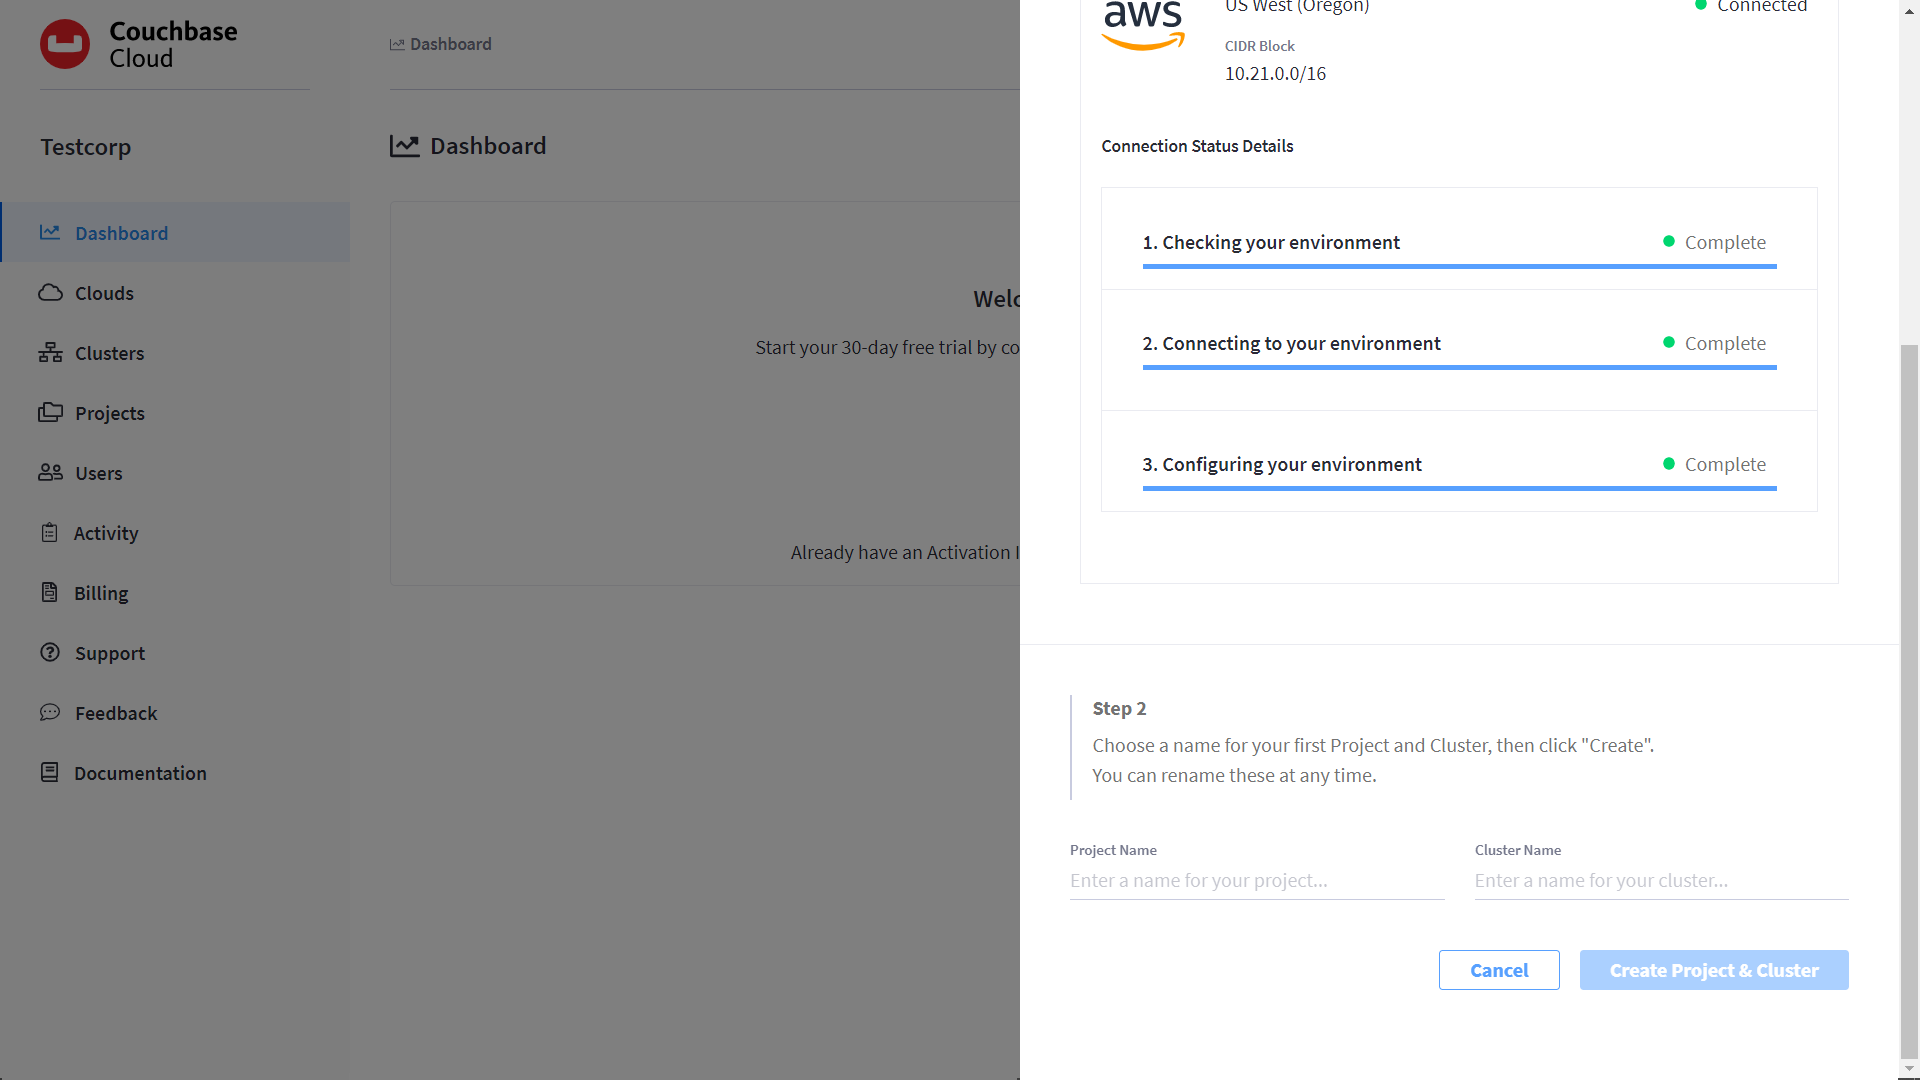 Couchbase
Cloud
Testcorp
Dashboard
Clouds
Clusters
Projects
Users
Activity
Billing
Support
Feedback
Documentation
Dashboard
Dashboard
Welc
Start your 30-day free trial by co
Already have an Activation I
aws
US West (Oregon)
Connected
CIDR Block
10.21.0.0/16
Connection Status Details
1. Checking your environment
Complete
2. Connecting to your environment
Complete
3. Configuring your environment
Complete
Step 2
Choose a name for your first Project and Cluster, then click "Create".
You can rename these at any time.
Project Name
Enter a name for your project...
Cluster Name
Enter a name for your cluster...
Cancel
Create Project & Cluster